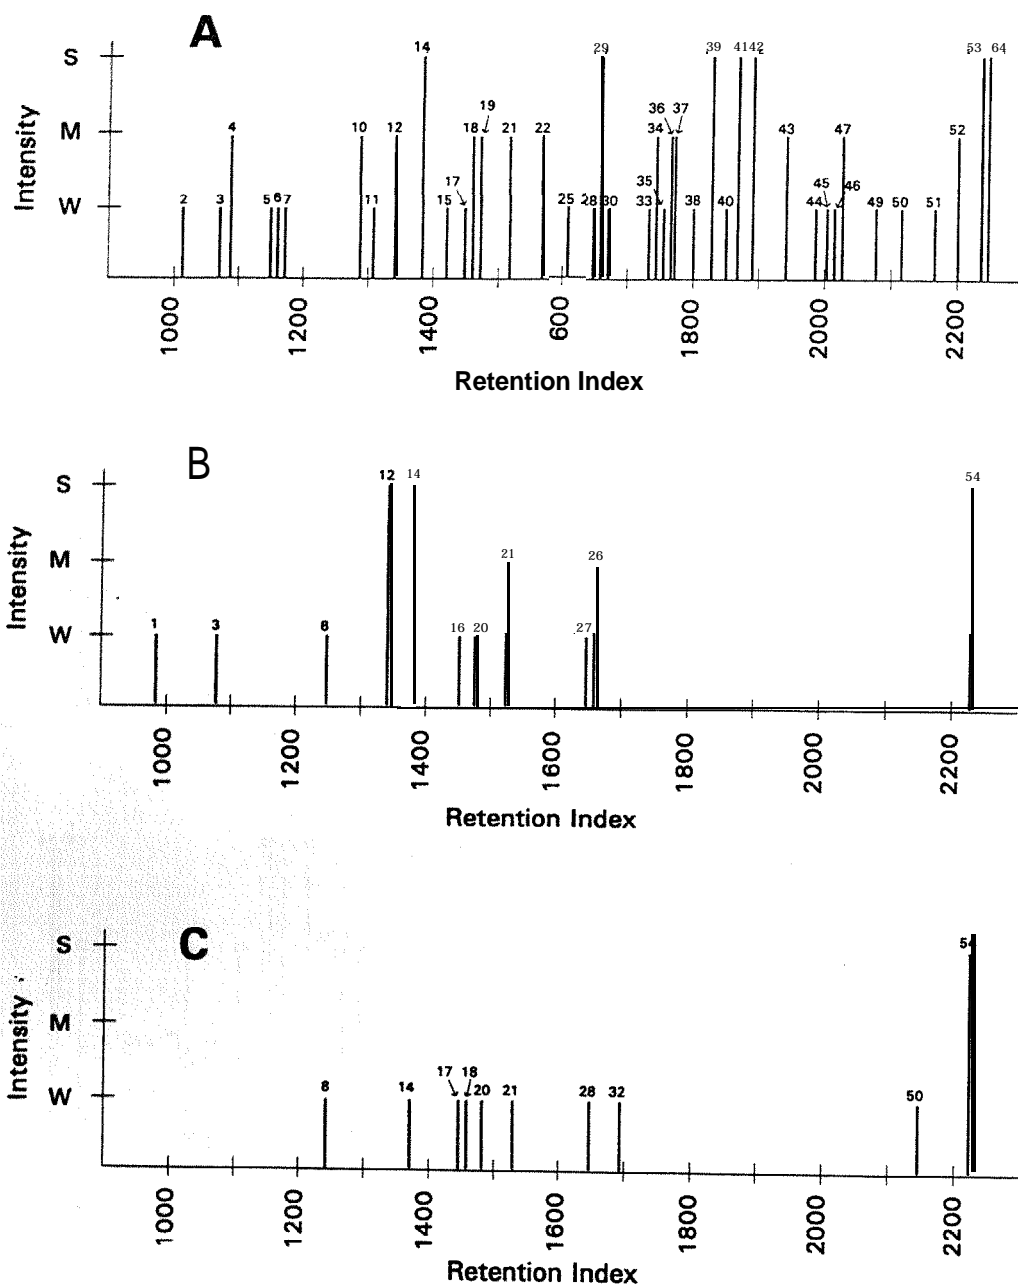 A
S
14 29 39 41 42 53 64
19
36 37
M
4 10 12 18 21 22 34 43 47 52
17 35 45 46
W
2 3 5 6 7 11 15 25 28 30 33 38 40 44 49 50 51
Intensity
1000 1200 1400 600 1800 2000 2200
Retention Index
B
S
12 14 54
M
21 26
W
1 3 8 16 20 27
Intensity
1000 1200 1400 1600 1800 2000 2200
Retention Index
C
S
54
M
17 18
W
8 14 20 21 28 32 50
Intensity
1000 1200 1400 1600 1800 2000 2200
Retention Index